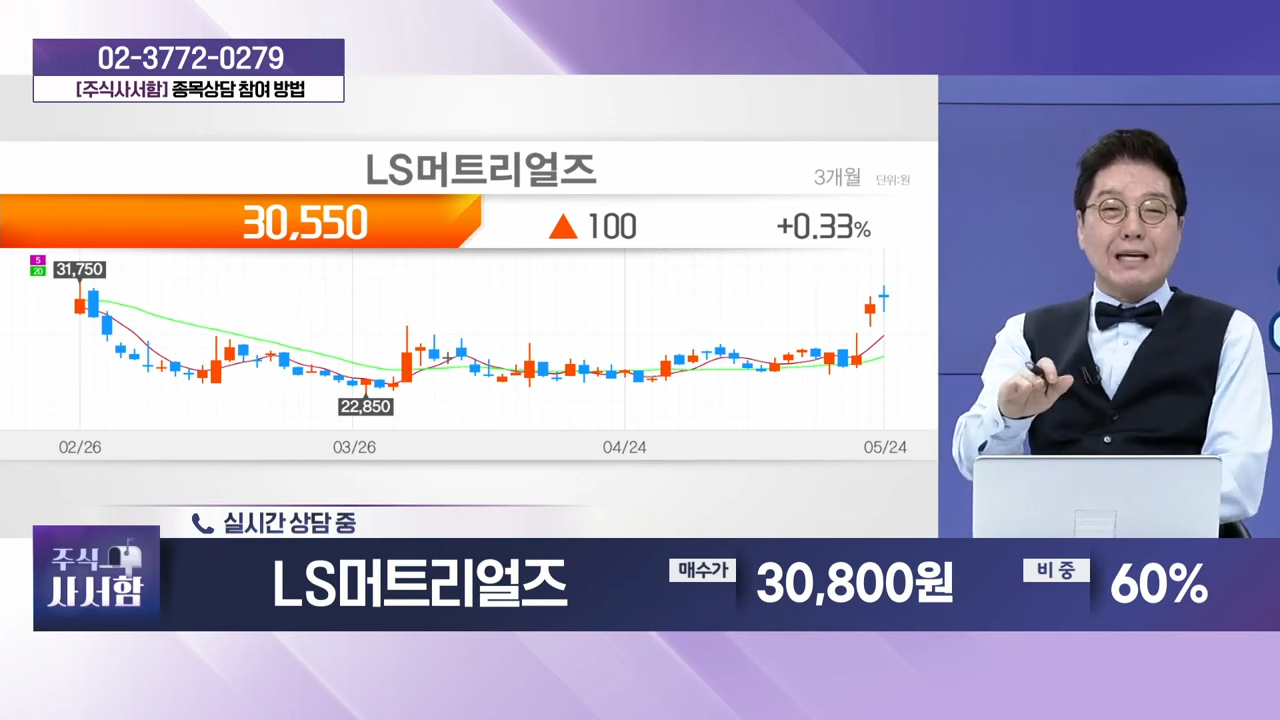 02-3772-0279
[주식사서함] 종목상담 참여 방법
LS머트리얼즈
3개월 단위:원
30,550 ▲ 100 +0.33%
5
20
31,750
22,850
02/26 03/26 04/24 05/24
실시간 상담 중
주식
사서함
LS머트리얼즈 매수가 30,800원 비중 60%